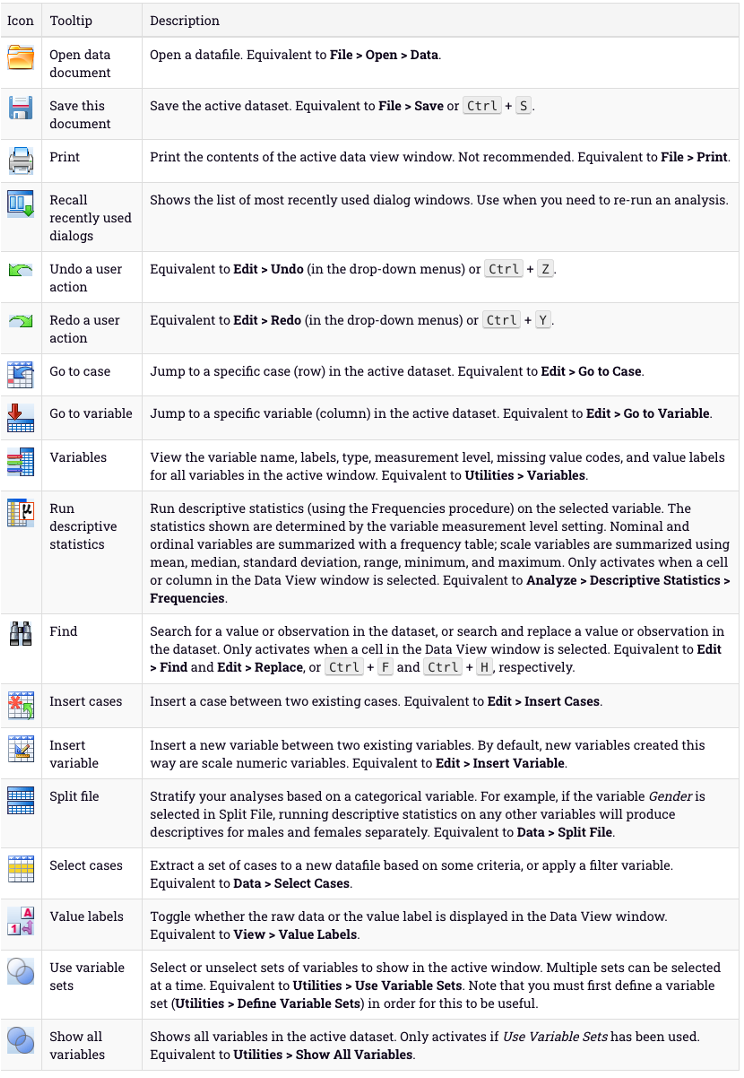 Icon Tooltip Description
Open data
document
Open a datafile. Equivalent to File > Open > Data.
Save this
document
Save the active dataset. Equivalent to File > Save or Ctrl + S .
Print
Print the contents of the active data view window. Not recommended. Equivalent to File > Print.
Recall
recently used
dialogs
Shows the list of most recently used dialog windows. Use when you need to re-run an analysis.
Undo a user
action
Equivalent to Edit > Undo (in the drop-down menus) or Ctrl + Z .
Redo a user
action
Equivalent to Edit > Redo (in the drop-down menus) or Ctrl + Y .
Go to case
Jump to a specific case (row) in the active dataset. Equivalent to Edit > Go to Case.
Go to variable
Jump to a specific variable (column) in the active dataset. Equivalent to Edit > Go to Variable.
Variables
View the variable name, labels, type, measurement level, missing value codes, and value labels
for all variables in the active window. Equivalent to Utilities > Variables.
μ
Run
descriptive
statistics
Run descriptive statistics (using the Frequencies procedure) on the selected variable. The
statistics shown are determined by the variable measurement level setting. Nominal and
ordinal variables are summarized with a frequency table; scale variables are summarized using
mean, median, standard deviation, range, minimum, and maximum. Only activates when a cell
or column in the Data View window is selected. Equivalent to Analyze > Descriptive Statistics >
Frequencies.
Find
Search for a value or observation in the dataset, or search and replace a value or observation in
the dataset. Only activates when a cell in the Data View window is selected. Equivalent to Edit
> Find and Edit > Replace, or Ctrl + F and Ctrl + H , respectively.
Insert cases
Insert a case between two existing cases. Equivalent to Edit > Insert Cases.
Insert
variable
Insert a new variable between two existing variables. By default, new variables created this
way are scale numeric variables. Equivalent to Edit > Insert Variable.
Split file
Stratify your analyses based on a categorical variable. For example, if the variable Gender is
selected in Split File, running descriptive statistics on any other variables will produce
descriptives for males and females separately. Equivalent to Data > Split File.
Select cases
Extract a set of cases to a new datafile based on some criteria, or apply a filter variable.
Equivalent to Data > Select Cases.
A
1
Value labels
Toggle whether the raw data or the value label is displayed in the Data View window.
Equivalent to View > Value Labels.
Use variable
sets
Select or unselect sets of variables to show in the active window. Multiple sets can be selected
at a time. Equivalent to Utilities > Use Variable Sets. Note that you must first define a variable
set (Utilities > Define Variable Sets) in order for this to be useful.
Show all
variables
Shows all variables in the active dataset. Only activates if Use Variable Sets has been used.
Equivalent to Utilities > Show All Variables.